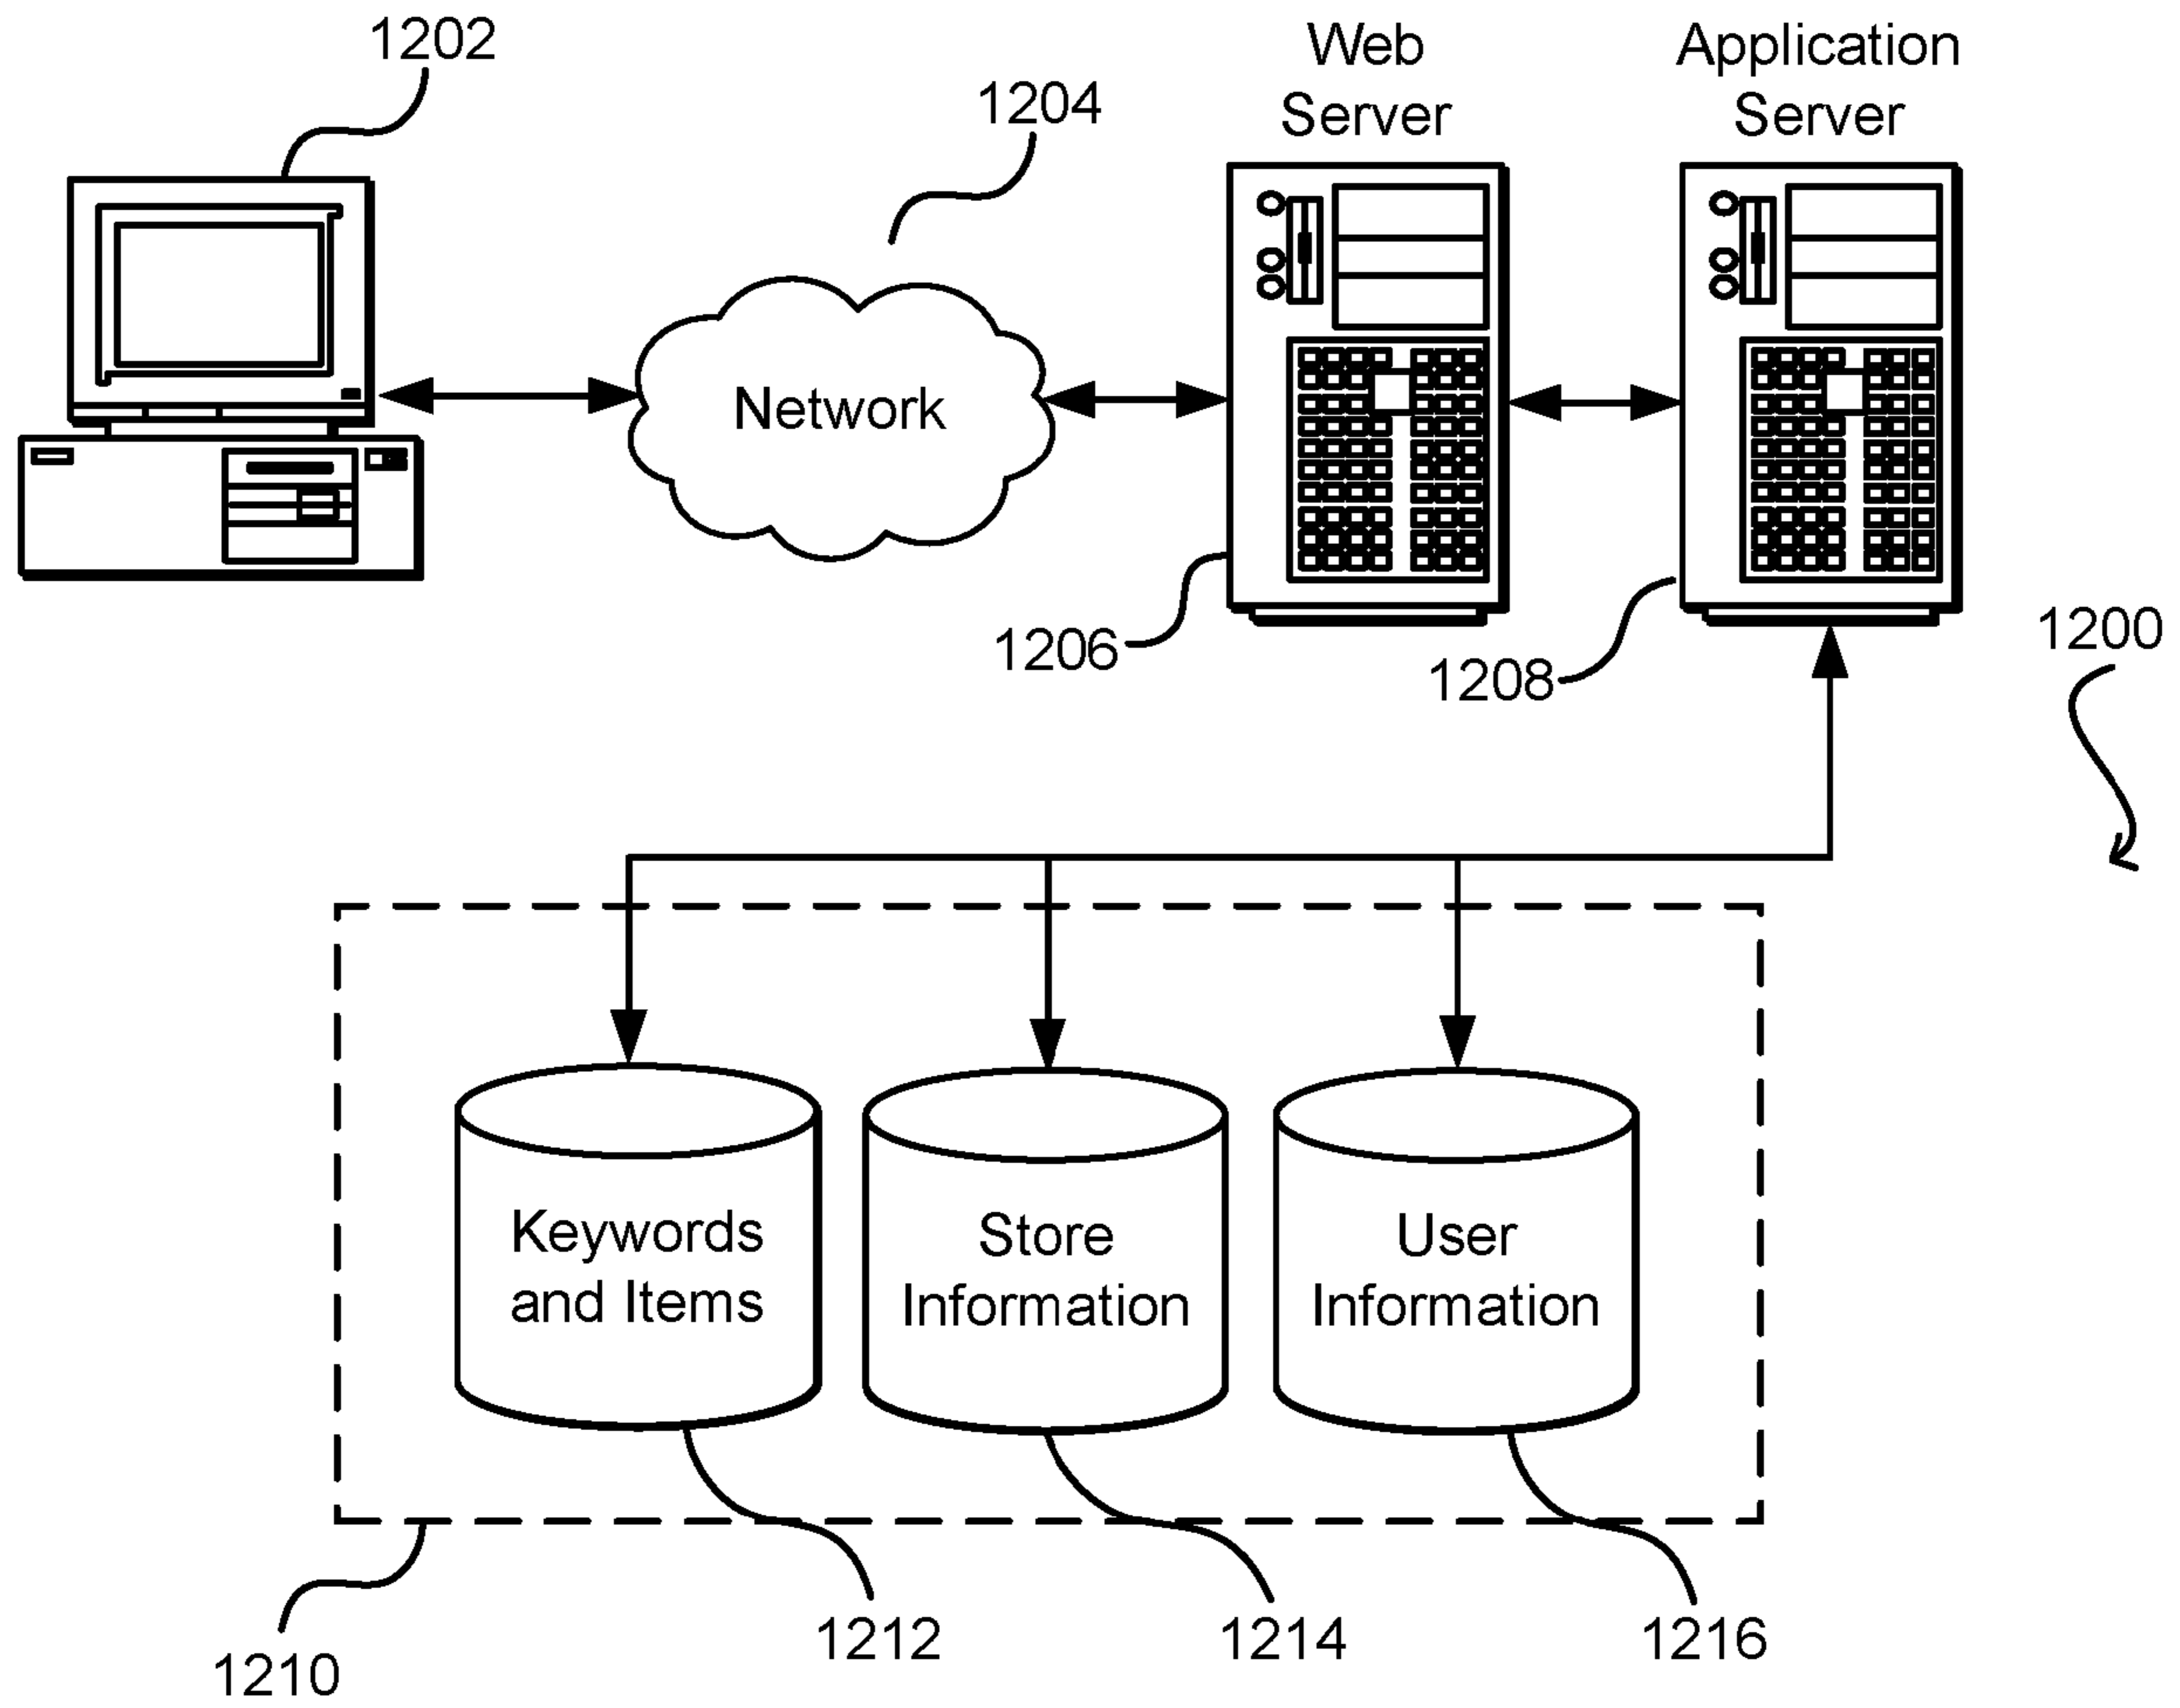 1202
1204
Web
Server
Application
Server
Network
1206
1208
1200
Keywords
and Items
Store
Information
User
Information
1210
1212
1214
1216